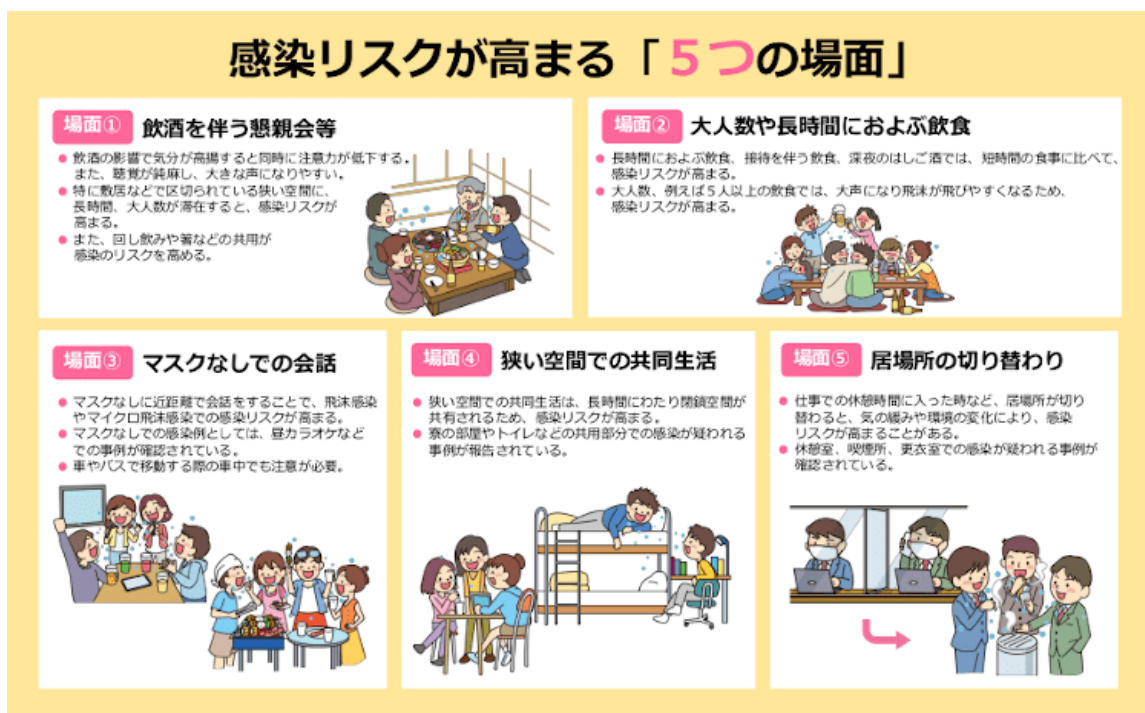 感染リスクが高まる「５つの場面」
場面① 飲酒を伴う懇親会等
● 飲酒の影響で気分が高揚すると同時に注意力が低下する。
また、聴覚が鈍麻し、大きな声になりやすい。
● 特に敷居などで区切られている狭い空間に、
長時間、大人数が滞在すると、感染リスクが
高まる。
● また、回し飲みや箸などの共用が
感染のリスクを高める。
場面② 大人数や長時間におよぶ飲食
● 長時間におよぶ飲食、接待を伴う飲食、深夜のはしご酒では、短時間の食事に比べて、
感染リスクが高まる。
● 大人数、例えば５人以上の飲食では、大声になり飛沫が飛びやすくなるため、
感染リスクが高まる。
場面③ マスクなしでの会話
● マスクなしに近距離で会話をすることで、飛沫感染
やマイクロ飛沫感染での感染リスクが高まる。
● マスクなしでの感染例としては、昼カラオケなど
での事例が確認されている。
● 車やバスで移動する際の車中でも注意が必要。
場面④ 狭い空間での共同生活
● 狭い空間での共同生活は、長時間にわたり閉鎖空間が
共有されるため、感染リスクが高まる。
● 寮の部屋やトイレなどの共用部分での感染が疑われる
事例が報告されている。
場面⑤ 居場所の切り替わり
● 仕事での休憩時間に入った時など、居場所が切り
替わると、気の緩みや環境の変化により、感染
リスクが高まることがある。
● 休憩室、喫煙所、更衣室での感染が疑われる事例が
確認されている。